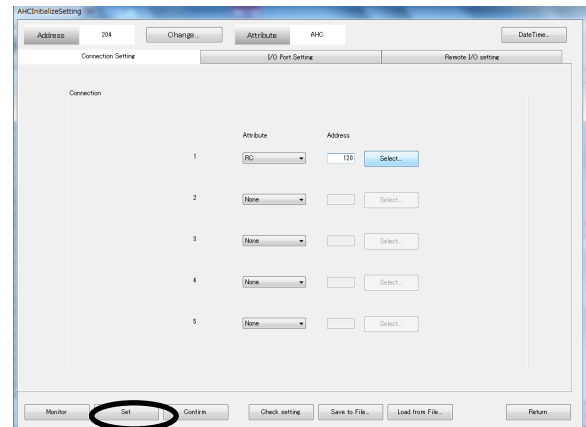 AHCInitializeSetting
Address 204 Change... Attribute AHC DateTime...
Connection Setting I/O Port Setting Remote I/O setting
Connection
Attribute Address
1 RC 120 Select...
2 None Select...
3 None Select...
4 None Select...
5 None Select...
Monitor Set Confirm Check setting Save to File... Load from File... Return